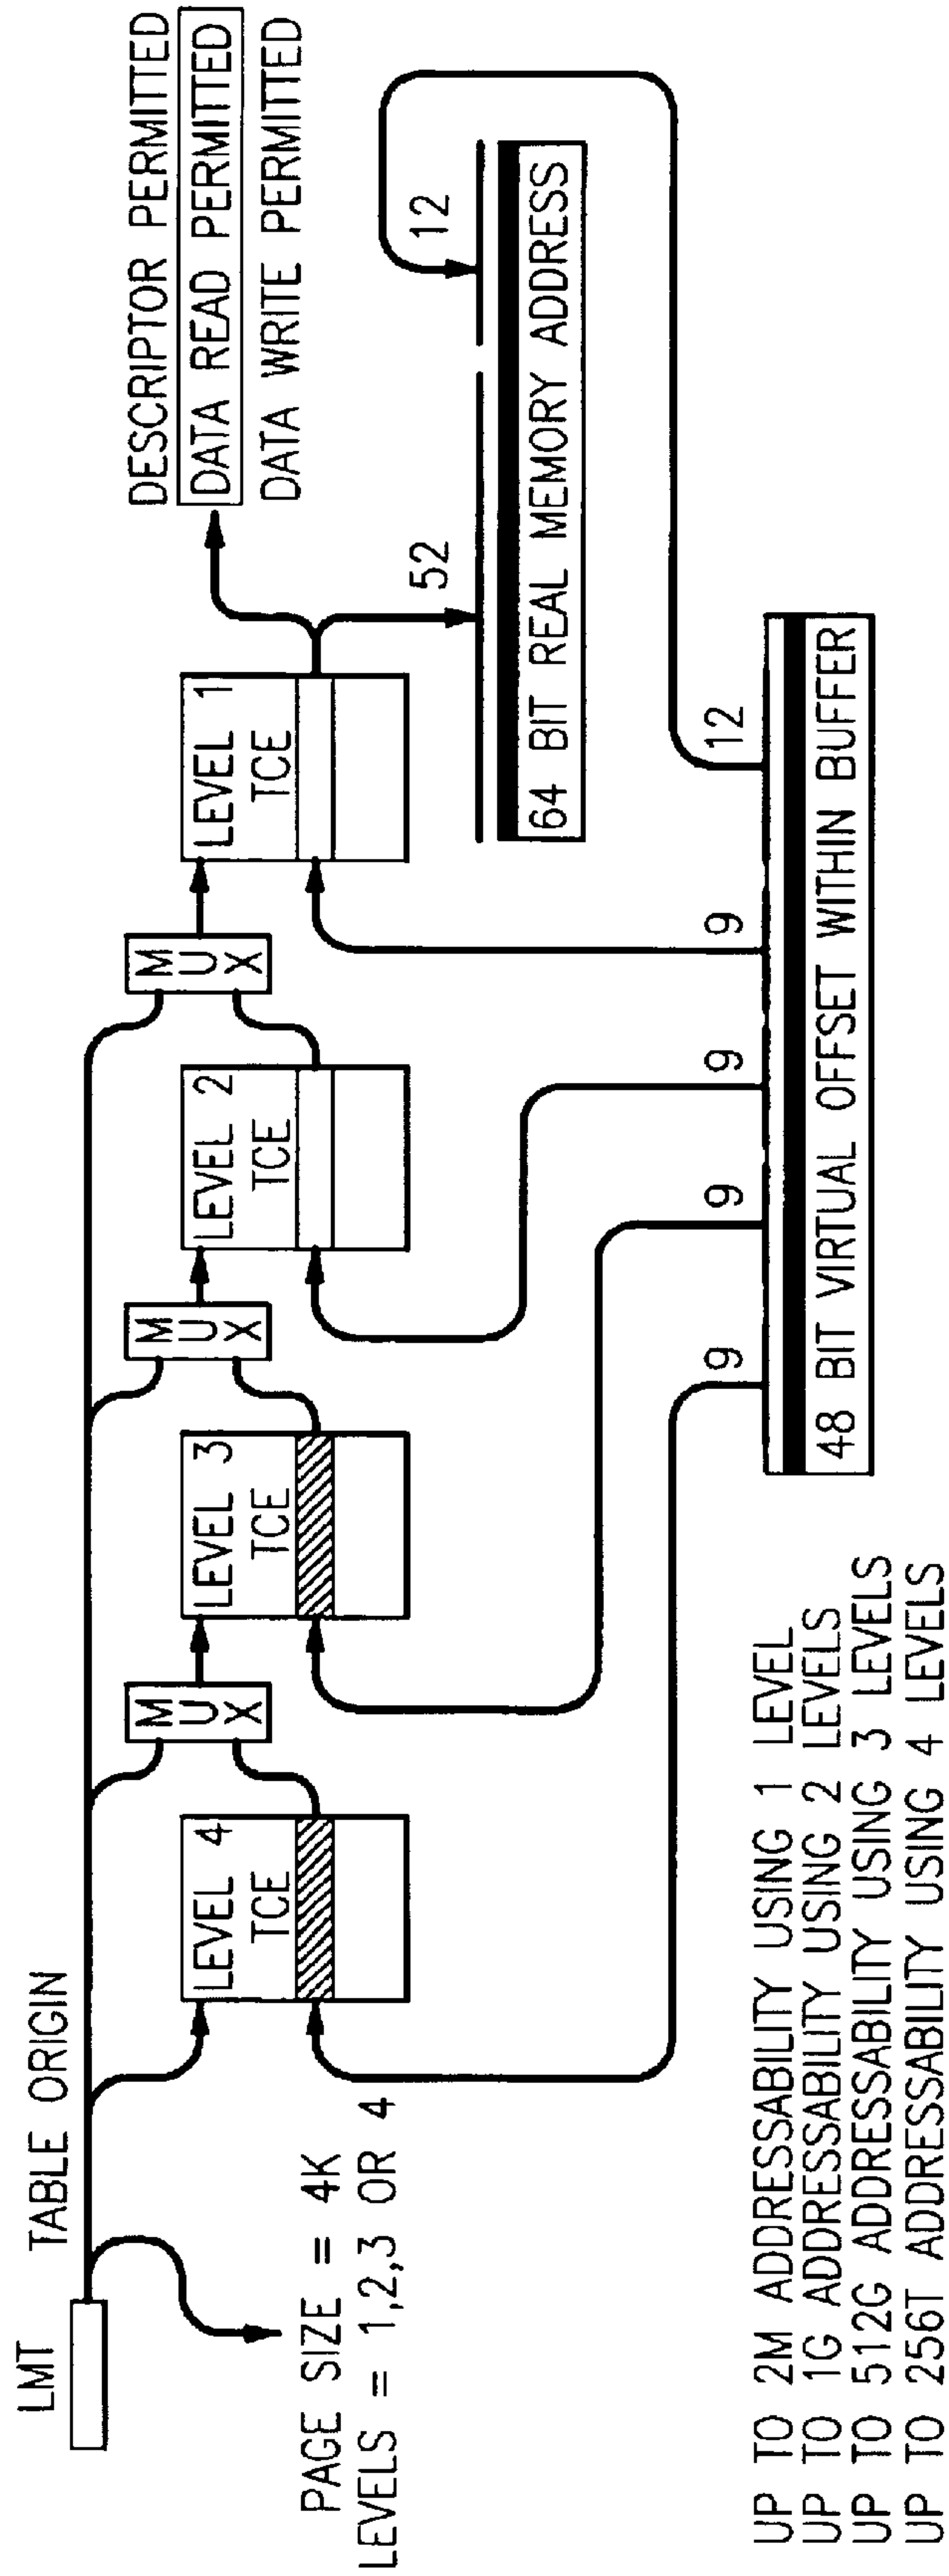 LMT
TABLE ORIGIN
PAGE SIZE = 4K
LEVELS = 1,2,3 OR 4
LEVEL 4
TCE
MUX
LEVEL 3
TCE
MUX
LEVEL 2
TCE
MUX
LEVEL 1
TCE
DESCRIPTOR PERMITTED
DATA READ PERMITTED
DATA WRITE PERMITTED
52
12
64 BIT REAL MEMORY ADDRESS
9
9
9
9
12
48 BIT VIRTUAL OFFSET WITHIN BUFFER
UP TO 2M ADDRESSABILITY USING 1 LEVEL
UP TO 1G ADDRESSABILITY USING 2 LEVELS
UP TO 512G ADDRESSABILITY USING 3 LEVELS
UP TO 256T ADDRESSABILITY USING 4 LEVELS